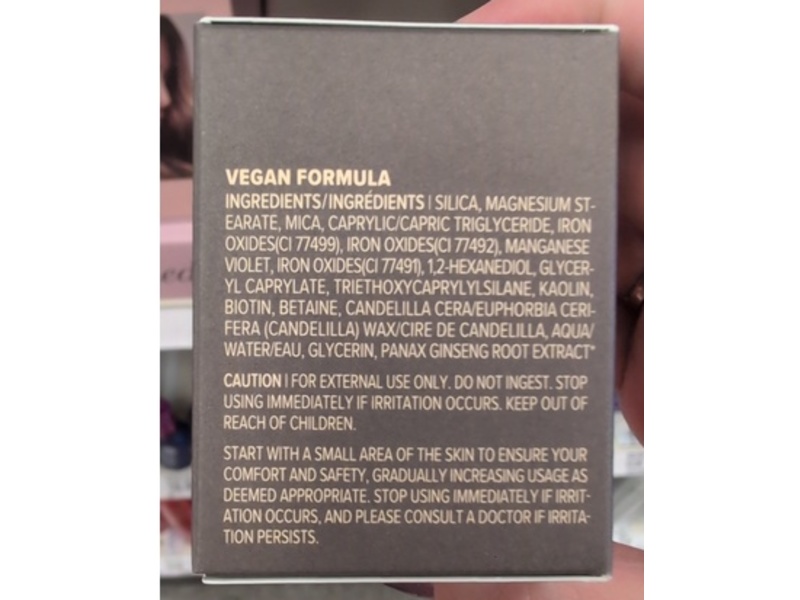 VEGAN FORMULA
INGREDIENTS/INGRÉDIENTS | SILICA, MAGNESIUM ST-
EARATE, MICA, CAPRYLIC/CAPRIC TRIGLYCERIDE, IRON
OXIDES(CI 77499), IRON OXIDES(CI 77492), MANGANESE
VIOLET, IRON OXIDES(CI 77491), 1,2-HEXANEDIOL, GLYCER-
YL CAPRYLATE, TRIETHOXYCAPRYLYLSILANE, KAOLIN,
BIOTIN, BETAINE, CANDELILLA CERA/EUPHORBIA CERI-
FERA (CANDELILLA) WAX/CIRE DE CANDELILLA, AQUA/
WATER/EAU, GLYCERIN, PANAX GINSENG ROOT EXTRACT*
CAUTION | FOR EXTERNAL USE ONLY. DO NOT INGEST. STOP
USING IMMEDIATELY IF IRRITATION OCCURS. KEEP OUT OF
REACH OF CHILDREN.
START WITH A SMALL AREA OF THE SKIN TO ENSURE YOUR
COMFORT AND SAFETY, GRADUALLY INCREASING USAGE AS
DEEMED APPROPRIATE. STOP USING IMMEDIATELY IF IRRIT-
ATION OCCURS, AND PLEASE CONSULT A DOCTOR IF IRRITA-
TION PERSISTS.